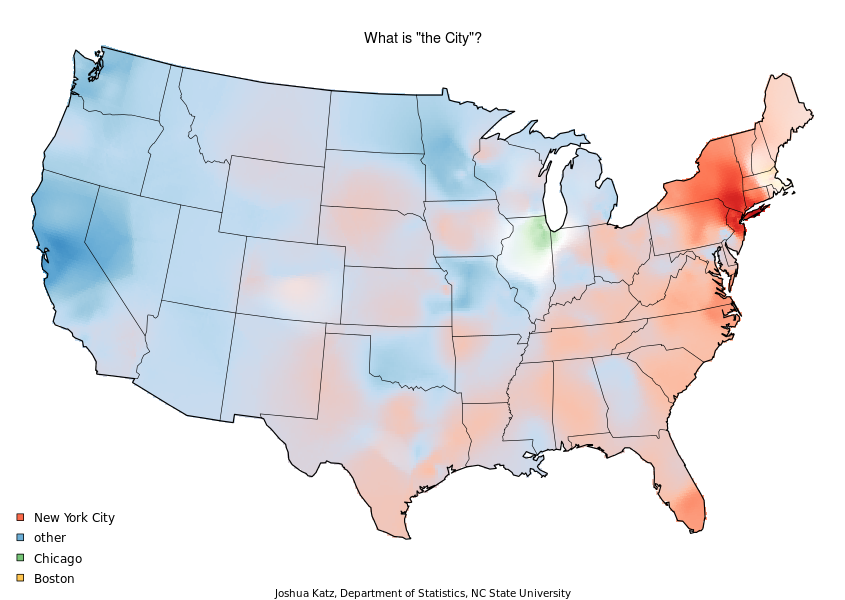 What is "the City"?
New York City
other
Chicago
Boston
Joshua Katz, Department of Statistics, NC State University